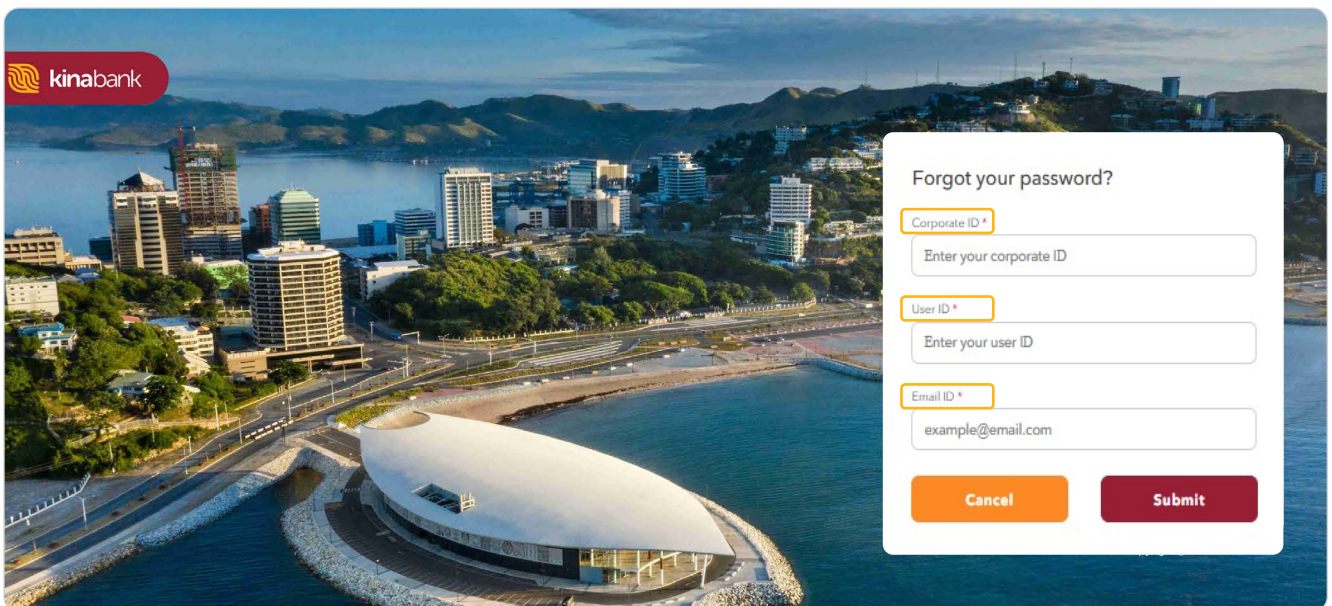 kinabank
Forgot your password?
Corporate ID *
Enter your corporate ID
User ID *
Enter your user ID
Email ID *
example@email.com
Cancel
Submit